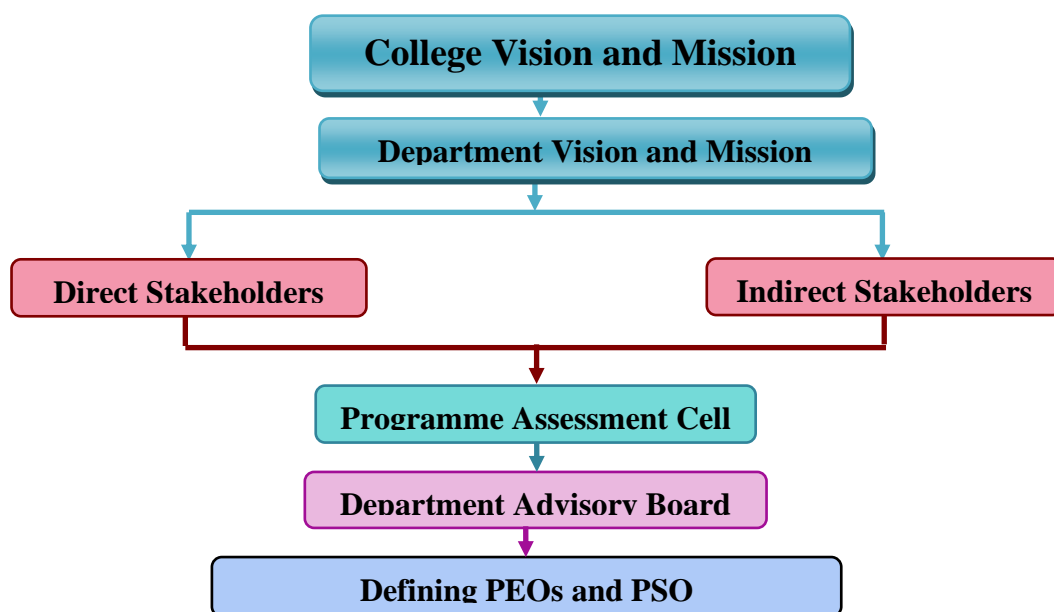 College Vision and Mission
Department Vision and Mission
Direct Stakeholders
Indirect Stakeholders
Programme Assessment Cell
Department Advisory Board
Defining PEOs and PSO